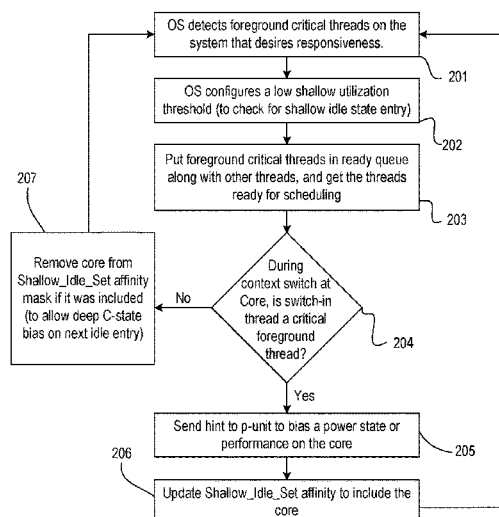 OS detects foreground critical threads on the
system that desires responsiveness.
201
OS configures a low shallow utilization
threshold (to check for shallow idle state entry)
202
Put foreground critical threads in ready queue
along with other threads, and get the threads
ready for scheduling
203
207
Remove core from
Shallow_Idle_Set affinity
mask if it was included
(to allow deep C-state
bias on next idle entry)
No
During
context switch at
Core, is switch-in
thread a critical
foreground
thread?
204
Yes
Send hint to p-unit to bias a power state or
performance on the core
205
206
Update Shallow_Idle_Set affinity to include the
core